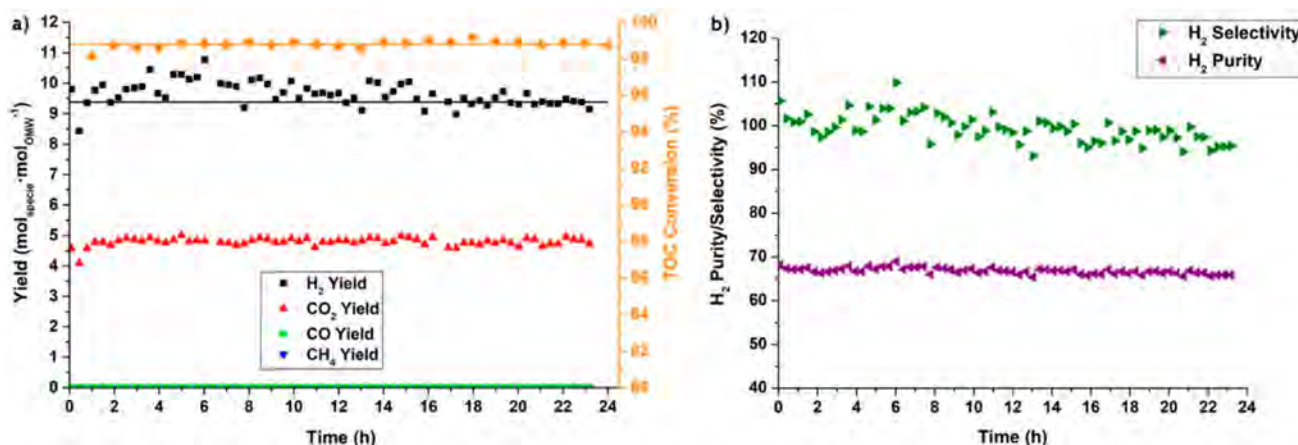 a)
12
11
10
9
8
7
6
5
4
3
2
1
0
Yield (mol_specie·mol_OMW⁻¹)
H₂ Yield
CO₂ Yield
CO Yield
CH₄ Yield
0 2 4 6 8 10 12 14 16 18 20 22 24
Time (h)
100
98
96
94
92
90
88
86
84
82
80
TOC Conversion (%)
b)
H₂ Selectivity
H₂ Purity
120
110
100
90
80
70
60
50
40
H₂ Purity/Selectivity (%)
0 2 4 6 8 10 12 14 16 18 20 22 24
Time (h)